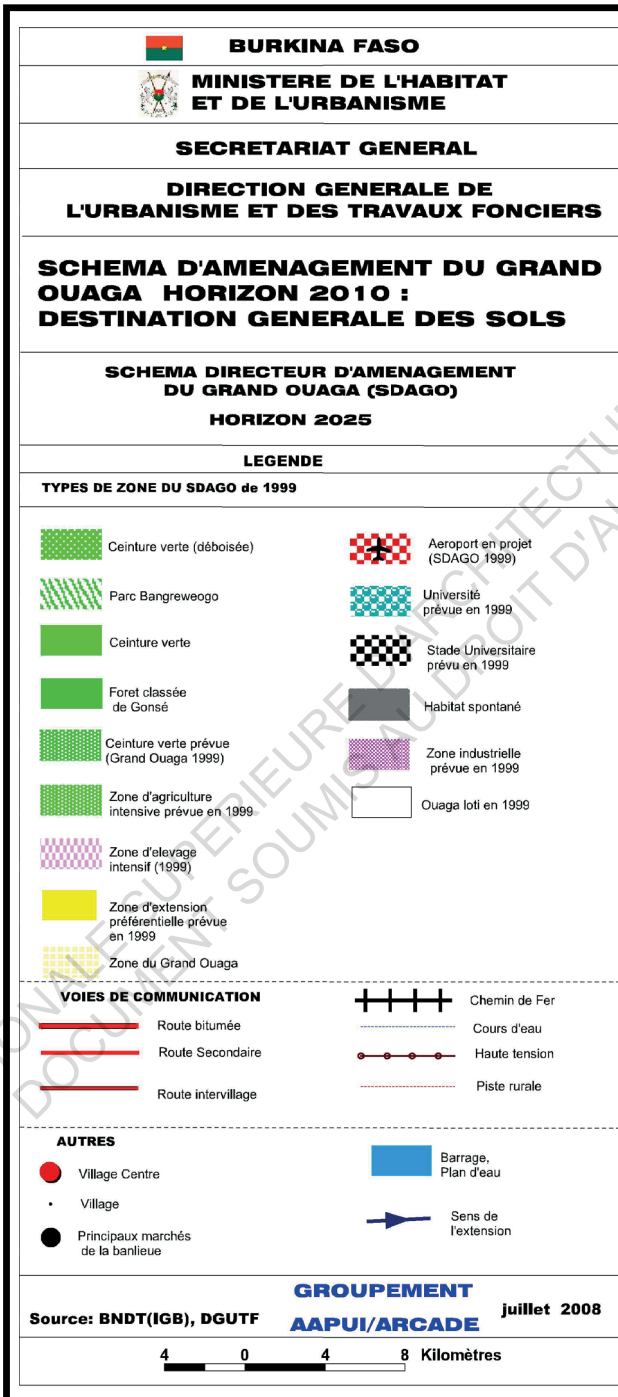 BURKINA FASO
MINISTERE DE L'HABITAT
ET DE L'URBANISME
SECRETARIAT GENERAL
DIRECTION GENERALE DE
L'URBANISME ET DES TRAVAUX FONCIERS
SCHEMA D'AMENAGEMENT DU GRAND
OUAGA HORIZON 2010 :
DESTINATION GENERALE DES SOLS
SCHEMA DIRECTEUR D'AMENAGEMENT
DU GRAND OUAGA (SDAGO)
HORIZON 2025
LEGENDE
TYPES DE ZONE DU SDAGO de 1999
Ceinture verte (déboisée)
Parc Bangreweogo
Ceinture verte
Foret classée
de Gonsé
Ceinture verte prévue
(Grand Ouaga 1999)
Zone d'agriculture
intensive prévue en 1999
Zone d'elevage
intensif (1999)
Zone d'extension
préférentielle prévue
en 1999
Zone du Grand Ouaga
Aeroport en projet
(SDAGO 1999)
Université
prévue en 1999
Stade Universitaire
prévu en 1999
Habitat spontané
Zone industrielle
prévue en 1999
Ouaga loti en 1999
VOIES DE COMMUNICATION
Route bitumée
Route Secondaire
Route intervillage
Chemin de Fer
Cours d'eau
Haute tension
Piste rurale
AUTRES
Village Centre
Village
Principaux marchés
de la banlieue
Barrage,
Plan d'eau
Sens de
l'extension
Source: BNDT(IGB), DGUTF
GROUPEMENT
AAPUI/ARCADE
juillet 2008
4 0 4 8 Kilomètres
ONALE SUPERIEURE D'ARCHITECTU
DOCUMENT SOUMIS AU DROIT D'AU